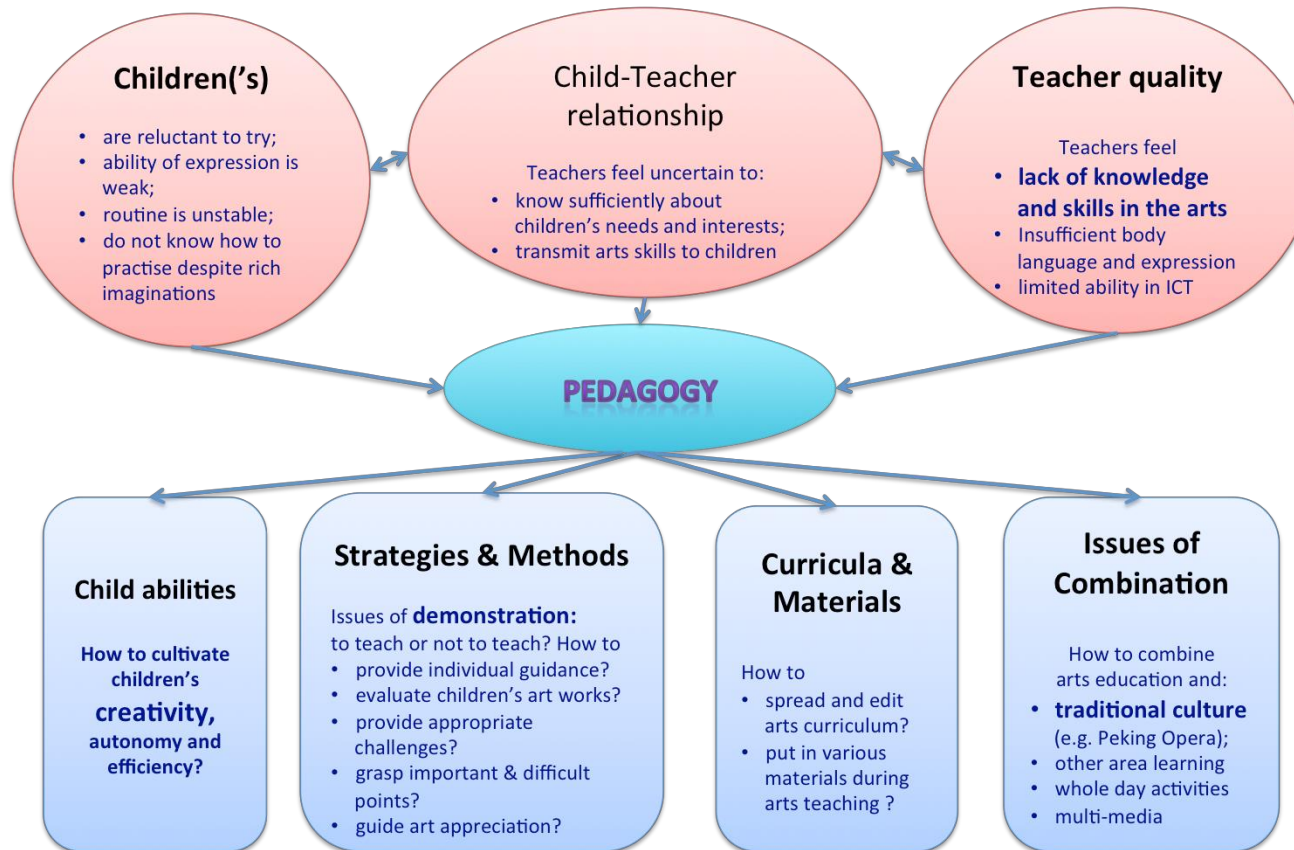 Children('s)
• are reluctant to try;
• ability of expression is
weak;
• routine is unstable;
• do not know how to
practise despite rich
imaginations
Child-Teacher
relationship
Teachers feel uncertain to:
• know sufficiently about
children's needs and interests;
• transmit arts skills to children
Teacher quality
Teachers feel
• lack of knowledge
and skills in the arts
• Insufficient body
language and expression
• limited ability in ICT
PEDAGOGY
Child abilities
How to cultivate
children's
creativity,
autonomy and
efficiency?
Strategies & Methods
Issues of demonstration:
to teach or not to teach? How to
• provide individual guidance?
• evaluate children's art works?
• provide appropriate
challenges?
• grasp important & difficult
points?
• guide art appreciation?
Curricula &
Materials
How to
• spread and edit
arts curriculum?
• put in various
materials during
arts teaching ?
Issues of
Combination
How to combine
arts education and:
• traditional culture
(e.g. Peking Opera);
• other area learning
• whole day activities
• multi-media